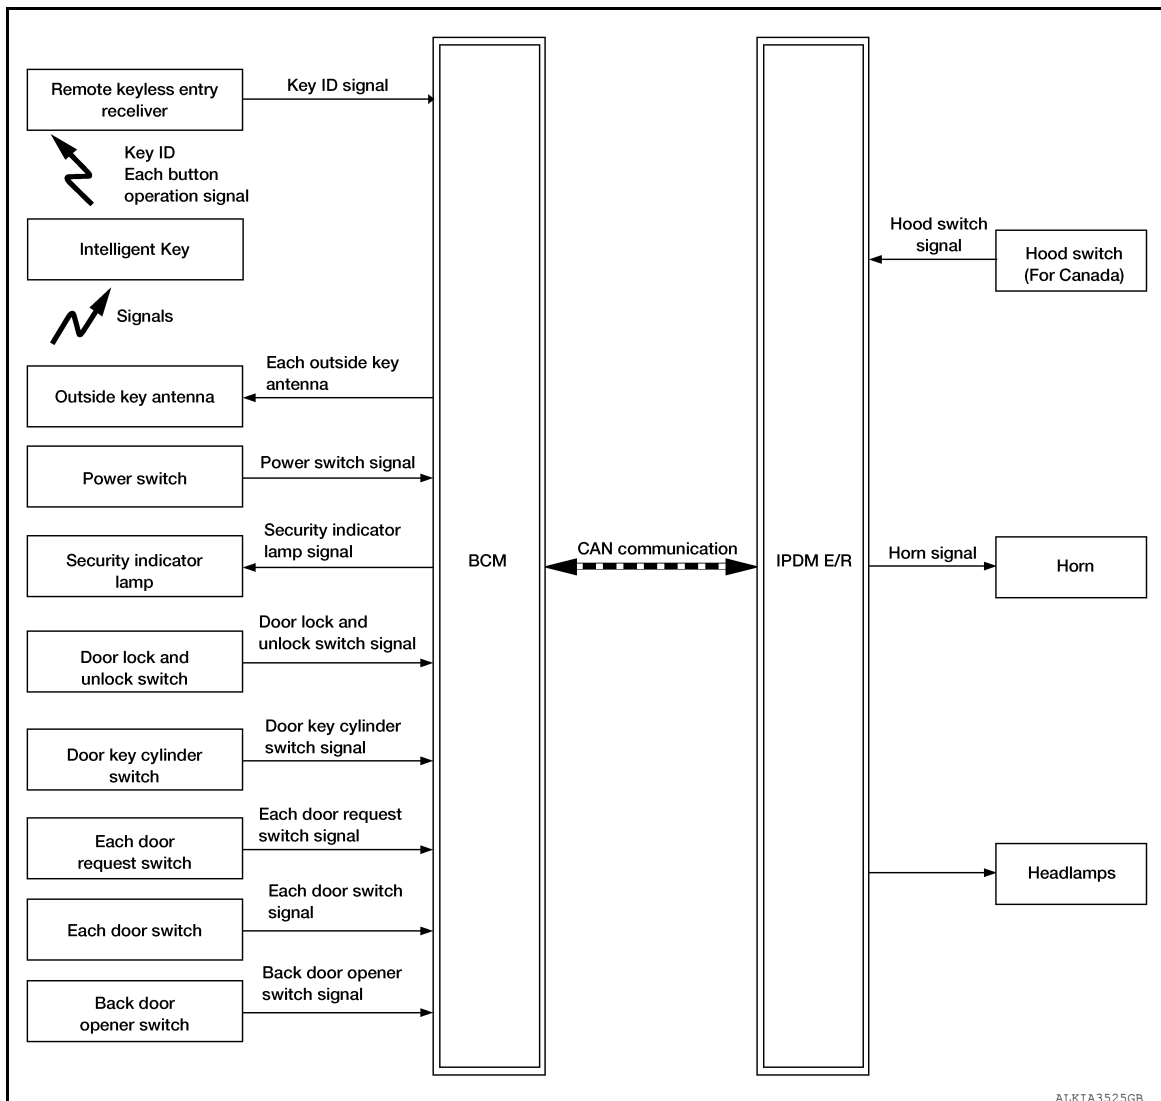 Remote keyless entry
receliver
Key ID signal
Key ID
Each button
operation signal
Intelligent Key
Signals
Outside key antenna
Each outside key
antenna
Power switch
Power switch signal
Security indicator
lamp
Security indicator
lamp signal
Door lock and
unlock switch
Door lock and
unlock switch signal
Door key cylinder
switch
Door key cylinder
switch signal
Each door
request switch
Each door request
switch signal
Each door switch
Each door switch
signal
Back door
opener switch
Back door opener
switch signal
BCM
CAN communication
IPDM E/R
Hood switch
signal
Hood switch
(For Canada)
Horn signal
Horn
Headlamps
ALKIA3525GB